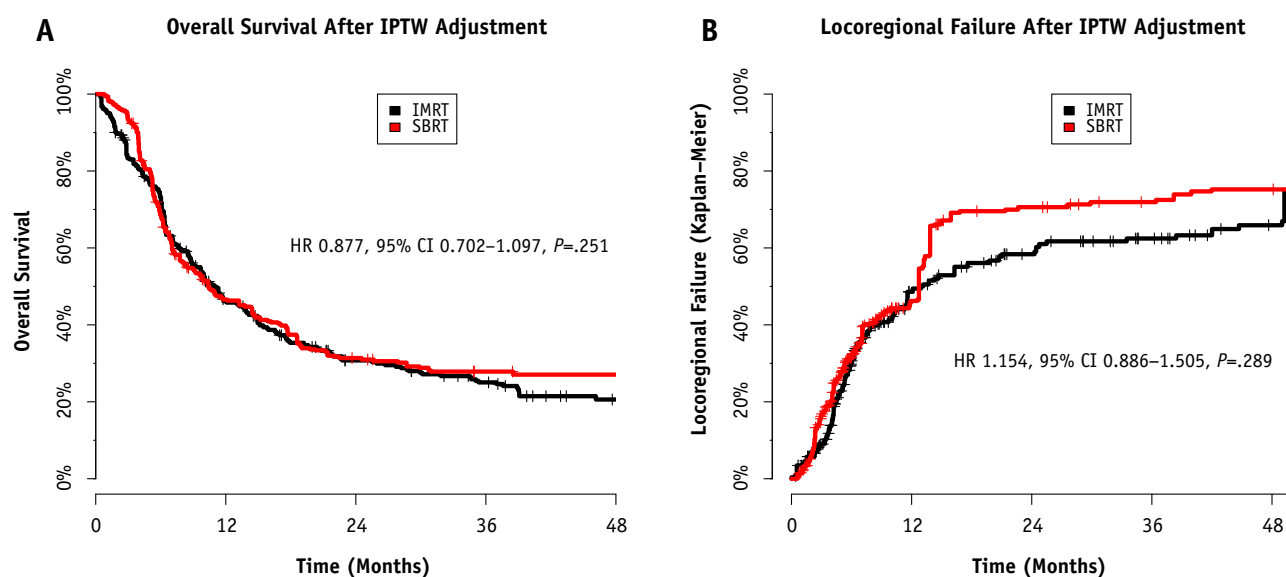 A
Overall Survival After IPTW Adjustment
Overall Survival
100%
80%
60%
40%
20%
0%
IMRT
SBRT
HR 0.877, 95% CI 0.702–1.097, P=.251
0 12 24 36 48
Time (Months)
B
Locoregional Failure After IPTW Adjustment
Locoregional Failure (Kaplan–Meier)
100%
80%
60%
40%
20%
0%
IMRT
SBRT
HR 1.154, 95% CI 0.886–1.505, P=.289
0 12 24 36 48
Time (Months)